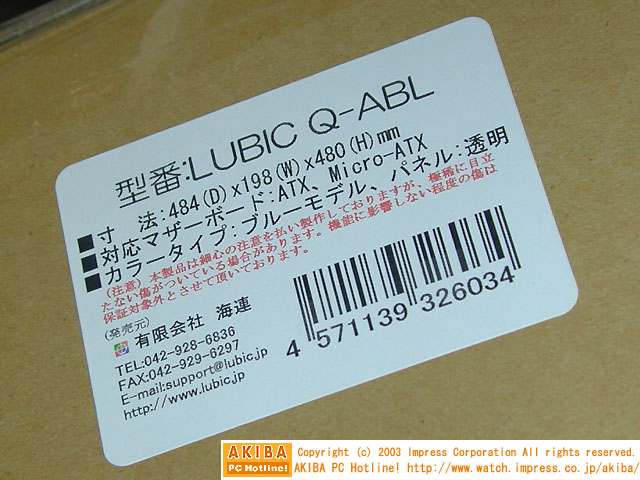 型番:LUBIC Q-ABL
■寸　法:484(D)x198(W)x480(H)mm
■対応マザーボード:ATX、Micro-ATX
■カラータイプ:ブルーモデル、パネル:透明
(注意)本製品は細心の注意を払い製作しておりますが、極稀に目立
たない傷がついている場合があります。機能に影響しない程度の傷は
保証対象外とさせて頂いております。
(発売元)
有限会社 海連
TEL:042-928-6836
FAX:042-929-6297
E-mail:support@lubic.jp
http://www.lubic.jp
4 571139 326034
AKIBA PC Hotline!
Copyright (c) 2003 Impress Corporation All rights reserved.
AKIBA PC Hotline! http://www.watch.impress.co.jp/akiba/